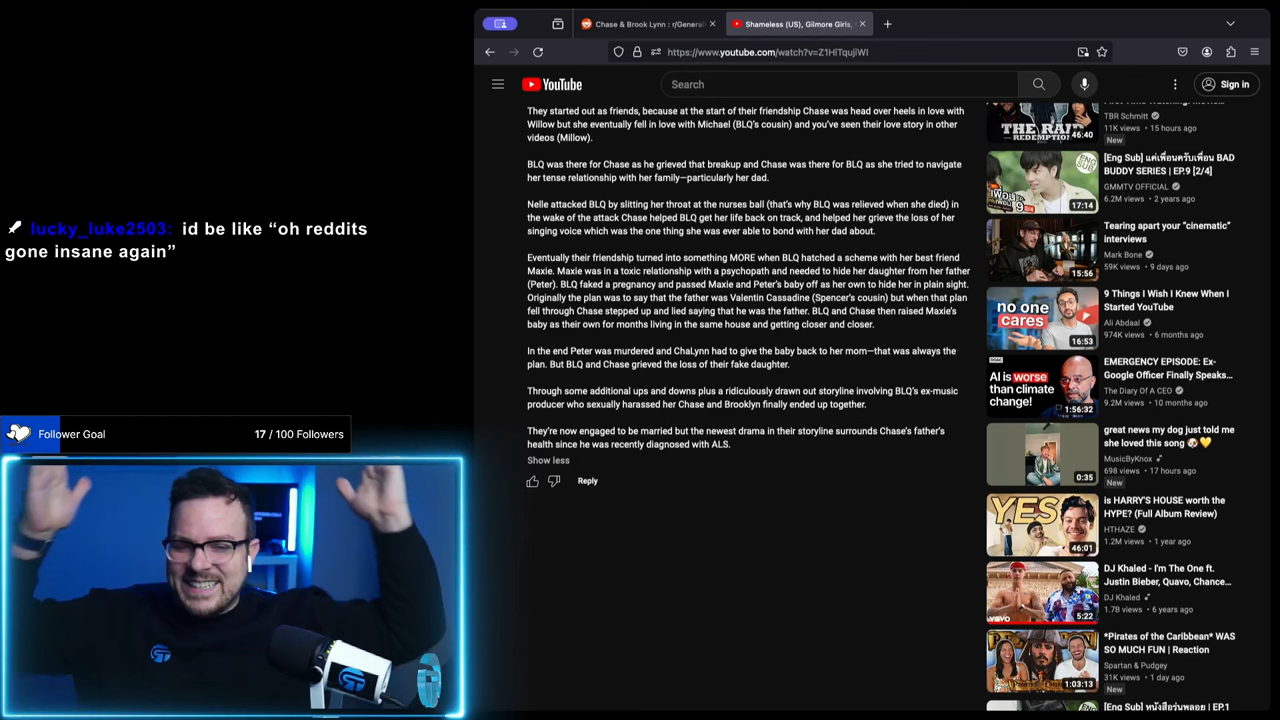 Chase & Brook Lynn : r/General
Shameless (US), Gilmore Girls,
https://www.youtube.com/watch?v=Z1HlTqujiWI
YouTube
Search
Sign in
They started out as friends, because at the start of their friendship Chase was head over heels in love with
Willow but she eventually fell in love with Michael (BLQ's cousin) and you've seen their love story in other
videos (Millow).
BLQ was there for Chase as he grieved that breakup and Chase was there for BLQ as she tried to navigate
her tense relationship with her family—particularly her dad.
Nelle attacked BLQ by slitting her throat at the nurses ball (that's why BLQ was relieved when she died) in
the wake of the attack Chase helped BLQ get her life back on track, and helped her grieve the loss of her
singing voice which was the one thing she was ever able to bond with her dad about.
Eventually their friendship turned into something MORE when BLQ hatched a scheme with her best friend
Maxie. Maxie was in a toxic relationship with a psychopath and needed to hide her daughter from her father
(Peter). BLQ faked a pregnancy and passed Maxie and Peter's baby off as her own to hide her in plain sight.
Originally the plan was to say that the father was Valentin Cassadine (Spencer's cousin) but when that plan
fell through Chase stepped up and lied saying that he was the father. BLQ and Chase then raised Maxie's
baby as their own for months living in the same house and getting closer and closer.
In the end Peter was murdered and ChaLynn had to give the baby back to her mom—that was always the
plan. But BLQ and Chase grieved the loss of their fake daughter.
Through some additional ups and downs plus a ridiculously drawn out storyline involving BLQ's ex-music
producer who sexually harassed her Chase and Brooklyn finally ended up together.
They're now engaged to be married but the newest drama in their storyline surrounds Chase's father's
health since he was recently diagnosed with ALS.
Show less
Reply
THE RAID
REDEMPTION
46:40
TBR Schmitt
11K views • 15 hours ago
New
17:14
[Eng Sub] แค่เพื่อนครับเพื่อน BAD
BUDDY SERIES | EP.9 [2/4]
GMMTV OFFICIAL
6.2M views • 2 years ago
15:56
Tearing apart your "cinematic"
interviews
Mark Bone
59K views • 9 days ago
no one
cares
16:53
9 Things I Wish I Knew When I
Started YouTube
Ali Abdaal
974K views • 6 months ago
AI is WORSE
than climate
change!
1:56:32
EMERGENCY EPISODE: Ex-
Google Officer Finally Speaks…
The Diary Of A CEO
9.2M views • 10 months ago
0:35
great news my dog just told me
she loved this song
MusicByKnox
698 views • 17 hours ago
New
YES
46:01
is HARRY'S HOUSE worth the
HYPE? (Full Album Review)
HTHAZE
1.2M views • 1 year ago
vevo
5:22
DJ Khaled - I'm The One ft.
Justin Bieber, Quavo, Chance…
DJ Khaled
1.7B views • 6 years ago
Pirates of the Caribbean
1:03:13
*Pirates of the Caribbean* WAS
SO MUCH FUN | Reaction
Spartan & Pudgey
31K views • 1 day ago
New
lucky_luke2503: id be like “oh reddits
gone insane again”
Follower Goal
17 / 100 Followers